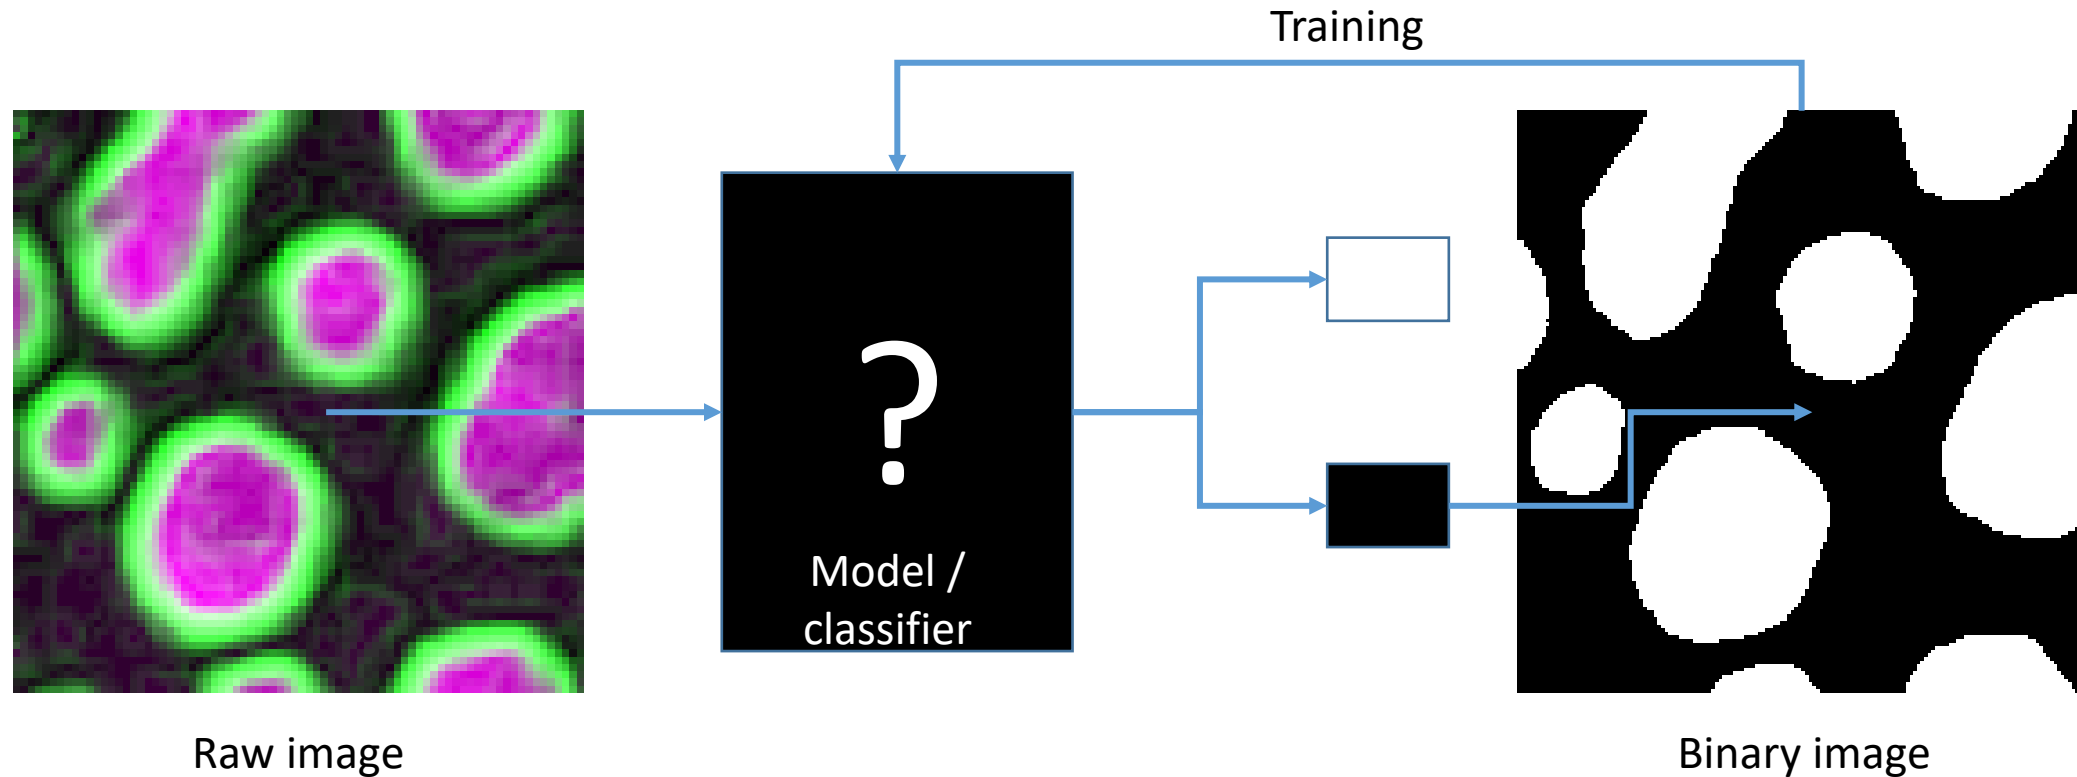 Training
?
Model /
classifier
Raw image
Binary image